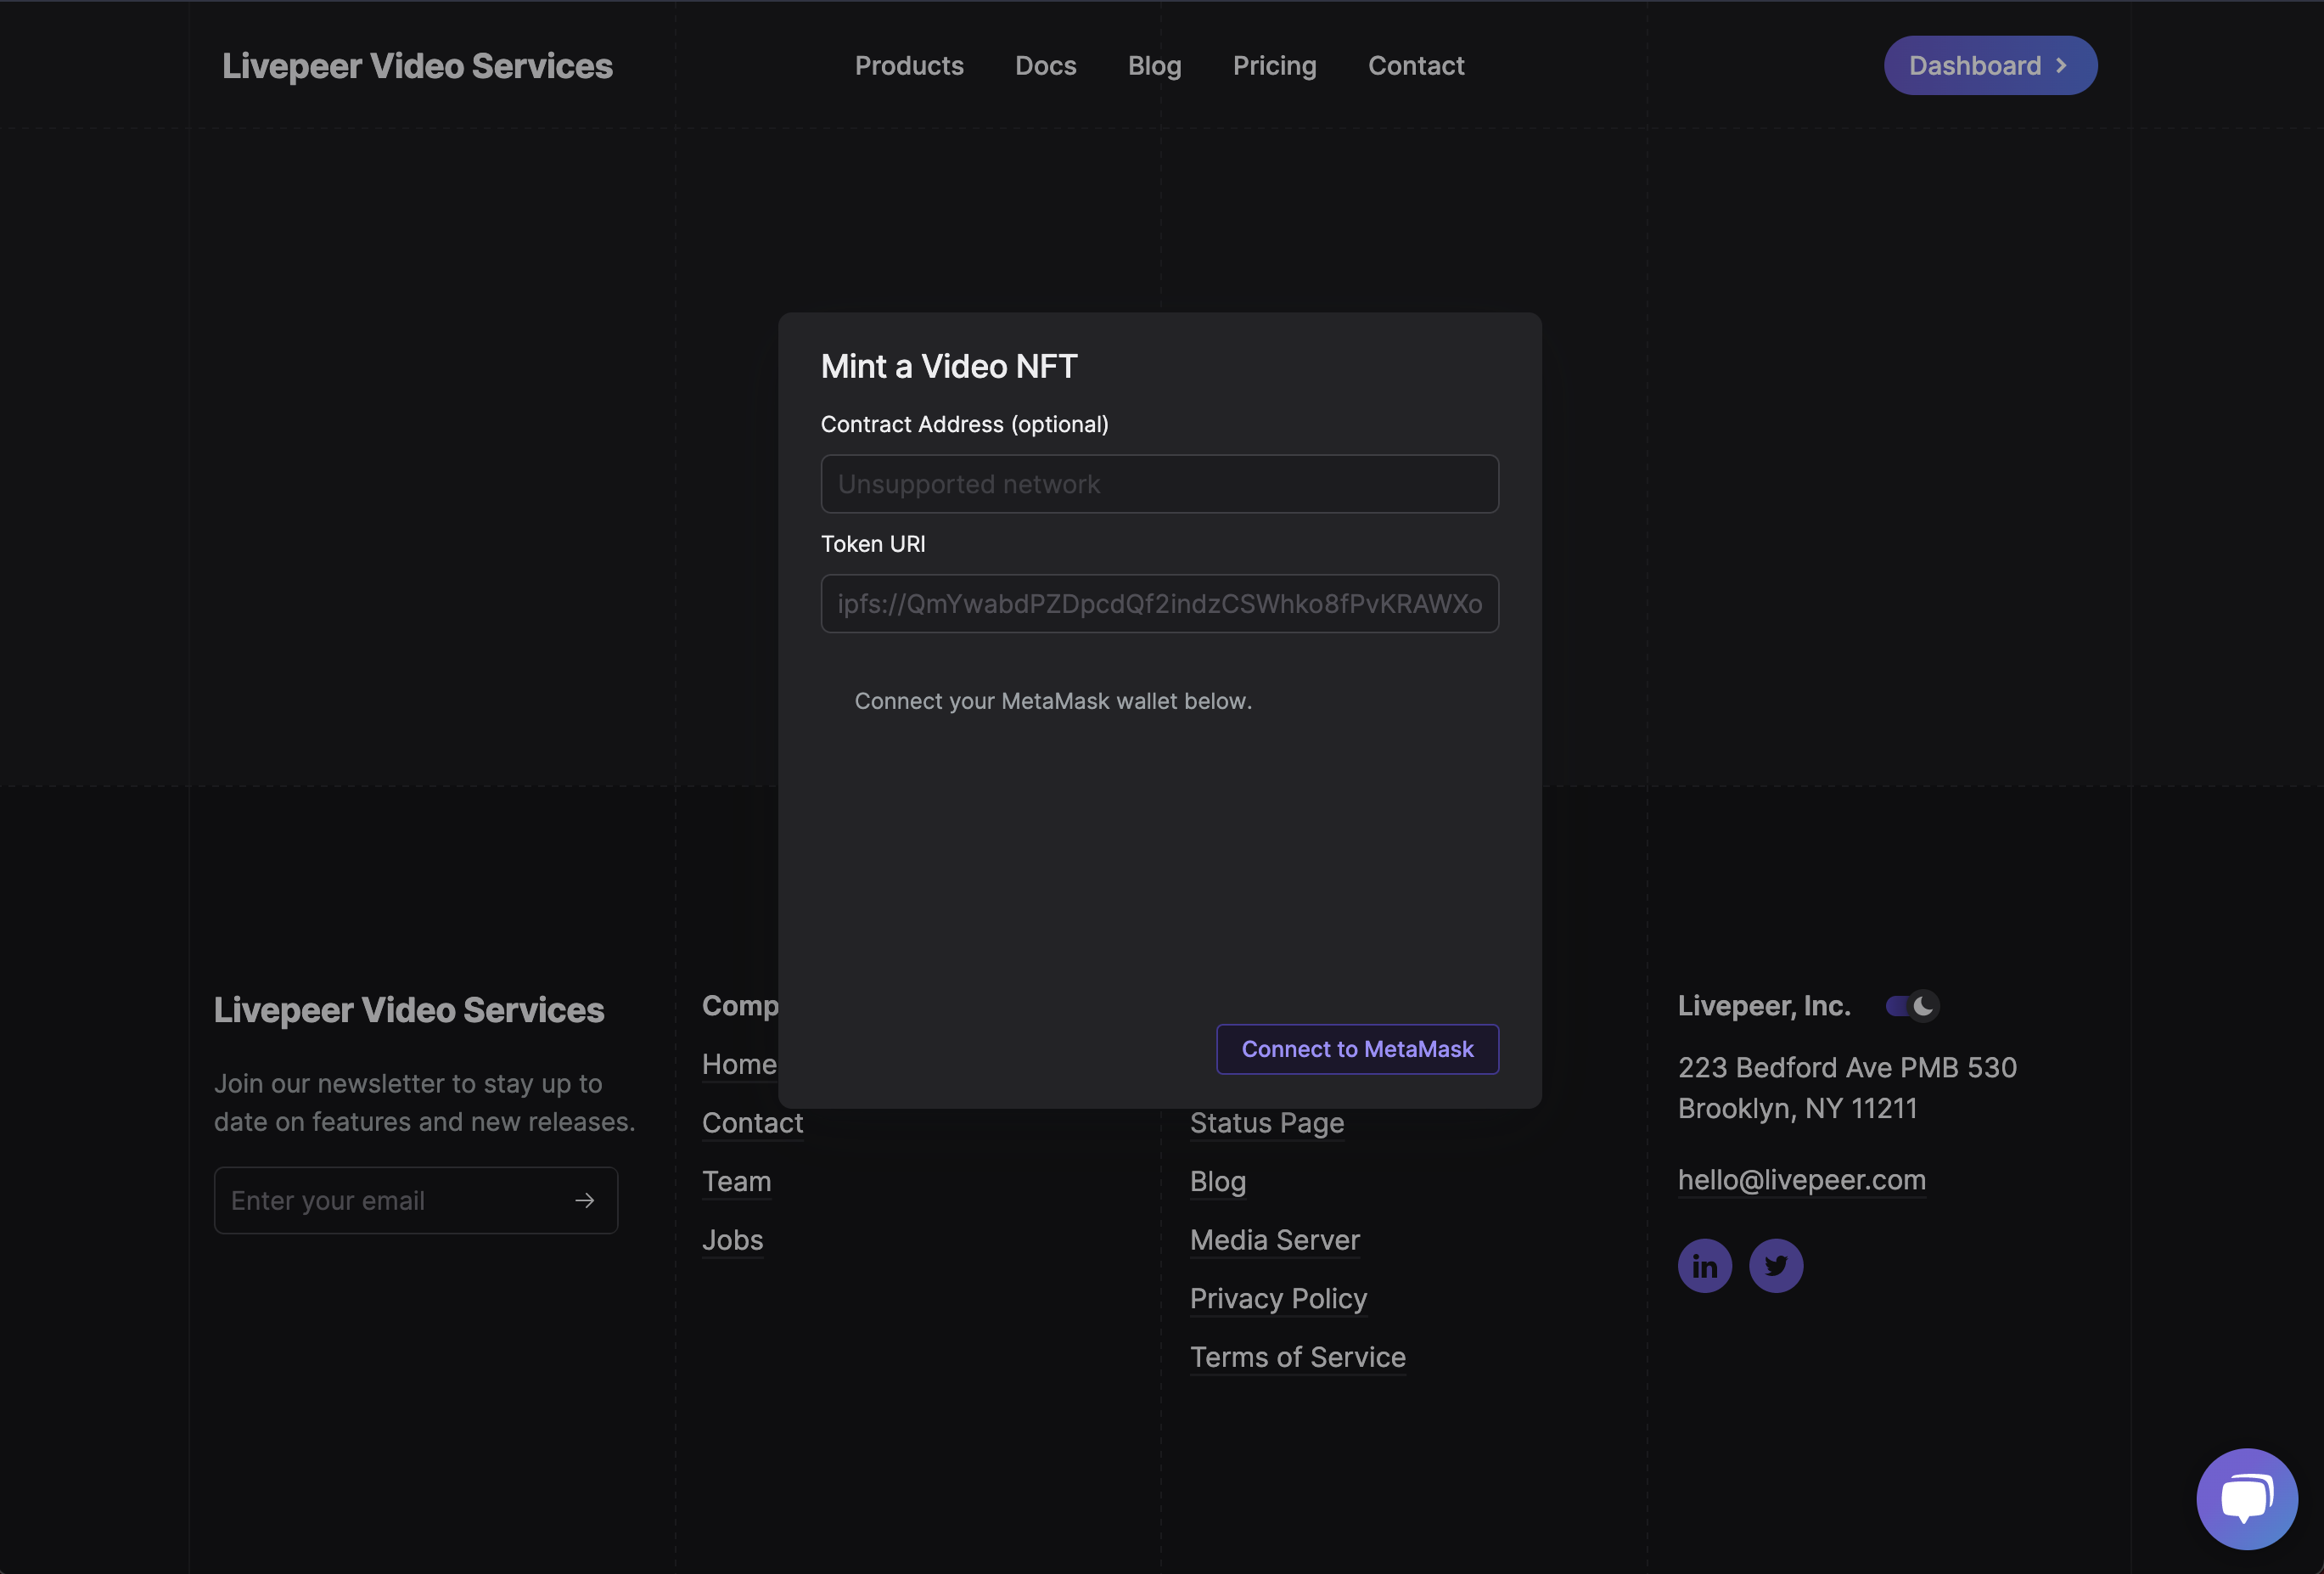 Livepeer Video Services
Products
Docs
Blog
Pricing
Contact
Dashboard
Mint a Video NFT
Contract Address (optional)
Unsupported network
Token URI
ipfs://QmYwabdPZDpcdQf2indzCSWhko8fPvKRAWXo
Connect your MetaMask wallet below.
Connect to MetaMask
Livepeer Video Services
Join our newsletter to stay up to
date on features and new releases.
Enter your email
Comp
Home
Contact
Team
Jobs
Status Page
Blog
Media Server
Privacy Policy
Terms of Service
Livepeer, Inc.
223 Bedford Ave PMB 530
Brooklyn, NY 11211
hello@livepeer.com
in